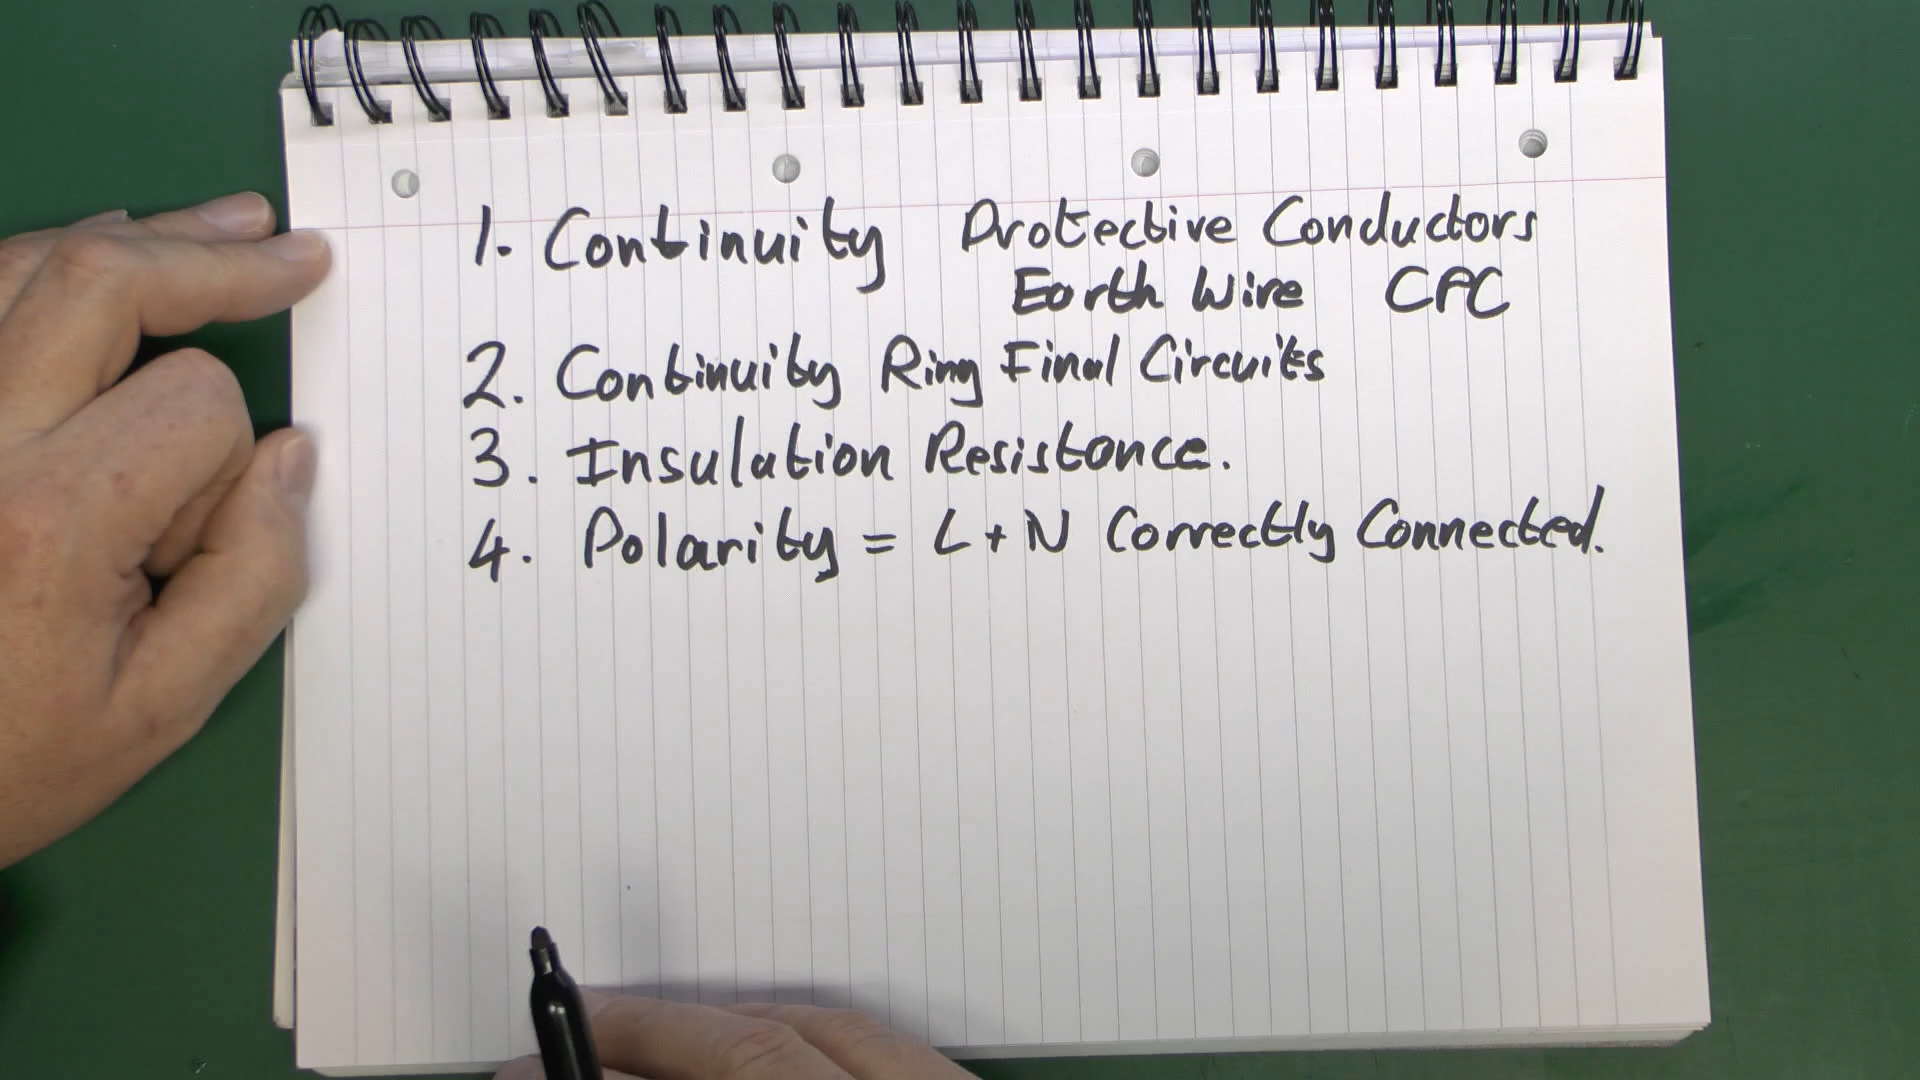 1. Continuity Protective Conductors
Earth Wire CPC
2. Continuity Ring Final Circuits
3. Insulation Resistance.
4. Polarity = L + N Correctly Connected.